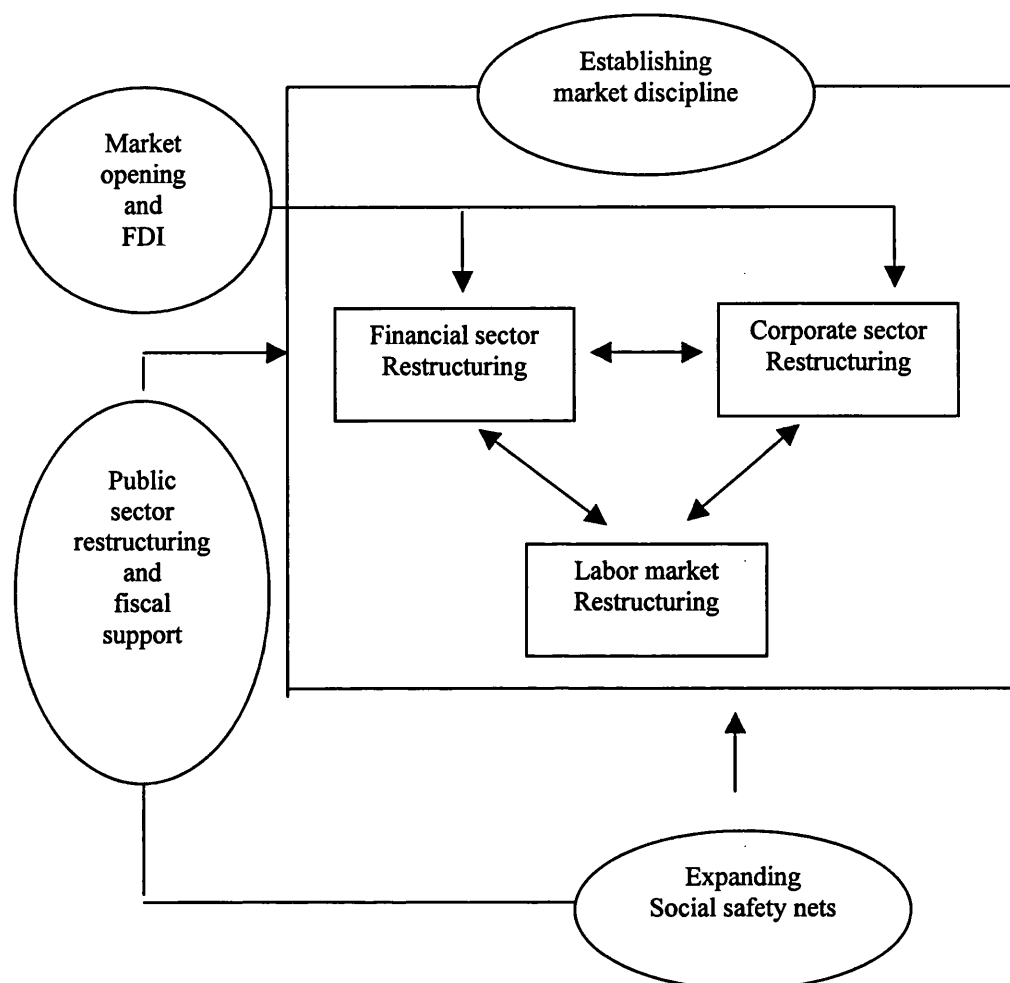 Establishing
market discipline
Market
opening
and
FDI
Financial sector
Restructuring
Corporate sector
Restructuring
Public
sector
restructuring
and
fiscal
support
Labor market
Restructuring
Expanding
Social safety nets